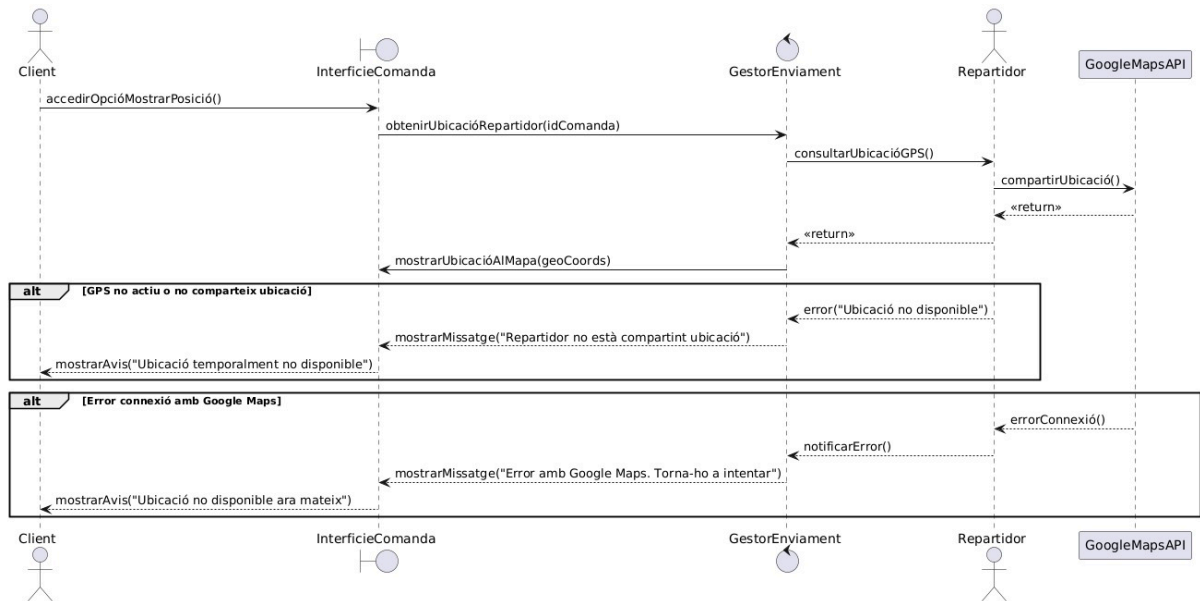 Client
InterficieComanda
GestorEnviament
Repartidor
GoogleMapsAPI
accedirOpcióMostrarPosició()
obtenirUbicacióRepartidor(idComanda)
consultarUbicacióGPS()
compartirUbicació()
«return»
«return»
mostrarUbicacióAlMapa(geoCoords)
alt [GPS no actiu o no comparteix ubicació]
error("Ubicació no disponible")
mostrarMissatge("Repartidor no està compartint ubicació")
mostrarAvis("Ubicació temporalment no disponible")
alt [Error connexió amb Google Maps]
errorConnexió()
notificarError()
mostrarMissatge("Error amb Google Maps. Torna-ho a intentar")
mostrarAvis("Ubicació no disponible ara mateix")
Client
InterficieComanda
GestorEnviament
Repartidor
GoogleMapsAPI